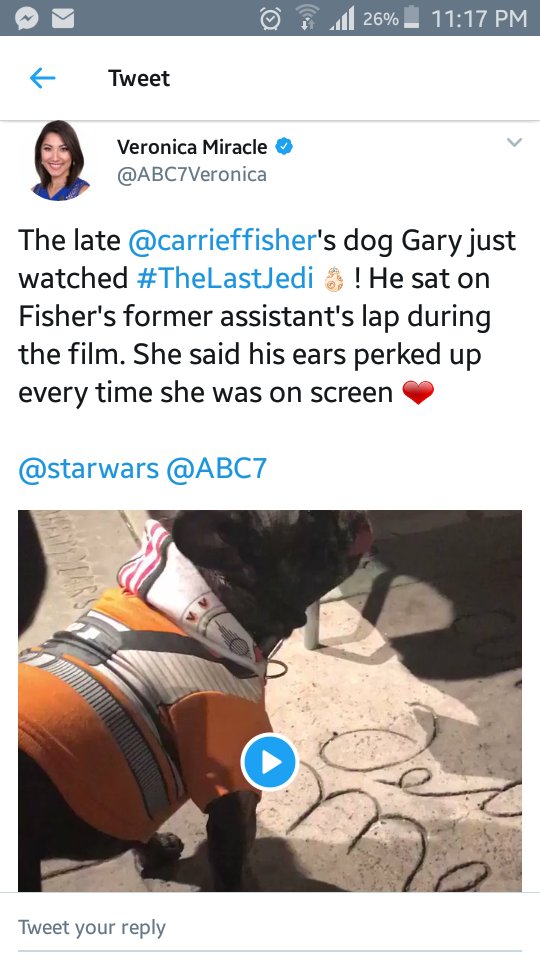 26% 11:17 PM
Tweet
Veronica Miracle
@ABC7Veronica
The late @carrieffisher's dog Gary just
watched #TheLastJedi ! He sat on
Fisher's former assistant's lap during
the film. She said his ears perked up
every time she was on screen ❤
@starwars @ABC7
Tweet your reply